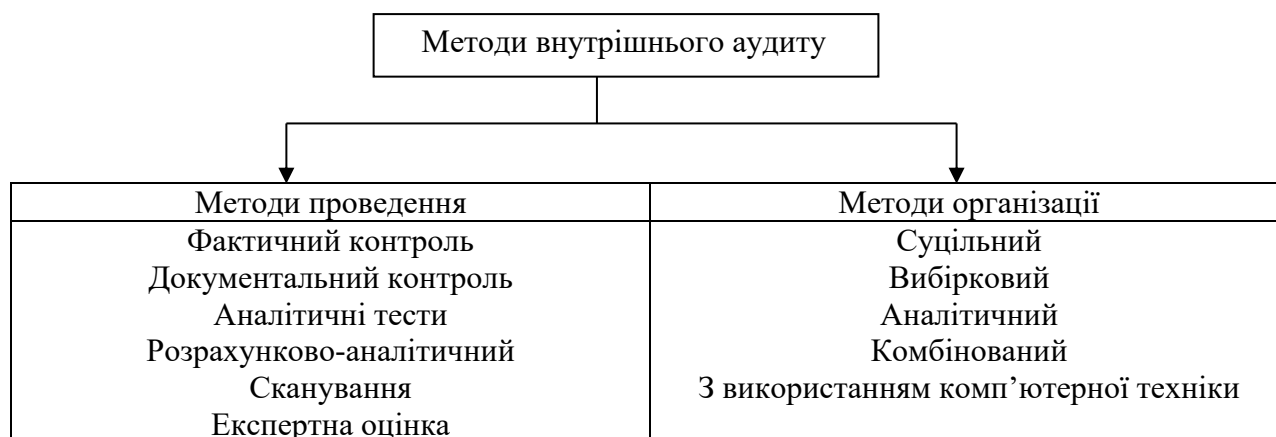 Методи внутрішнього аудиту
Методи проведення
Фактичний контроль
Документальний контроль
Аналітичні тести
Розрахунково-аналітичний
Сканування
Експертна оцінка
Методи організації
Суцільний
Вибірковий
Аналітичний
Комбінований
З використанням комп’ютерної техніки